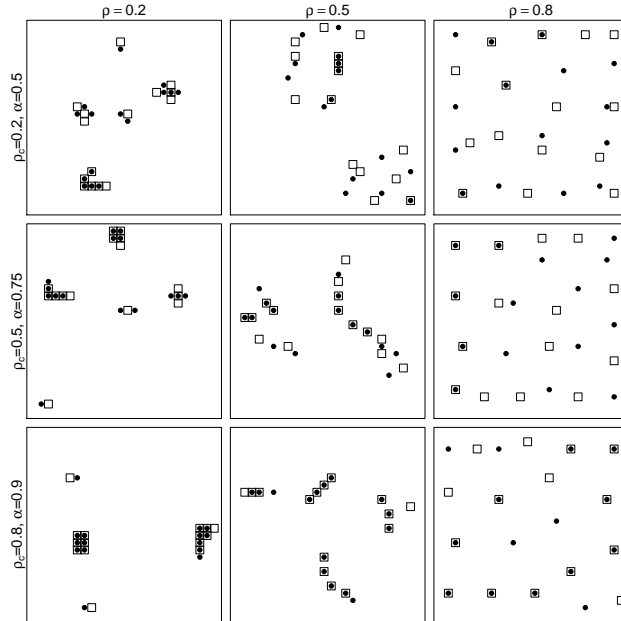 ρ = 0.2
ρ = 0.5
ρ = 0.8
ρc=0.2, α=0.5
ρc=0.5, α=0.75
ρc=0.8, α=0.9